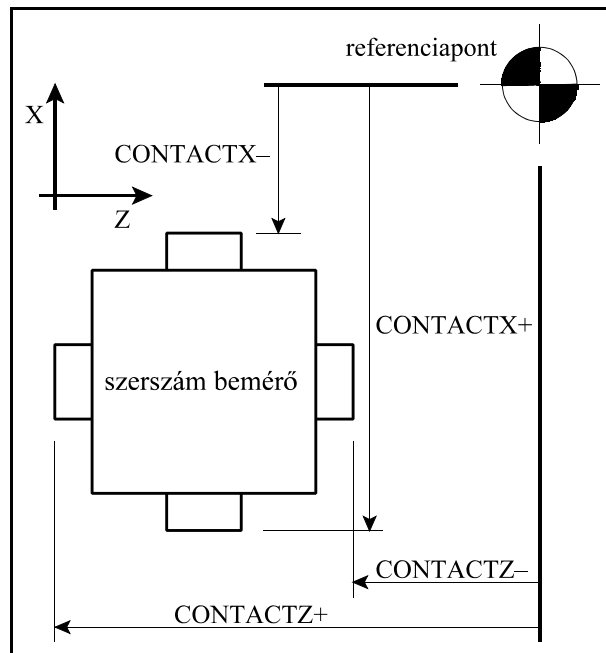 referenciapont
X
CONTACTX–
Z
CONTACTX+
szerszám bemérő
CONTACTZ–
CONTACTZ+